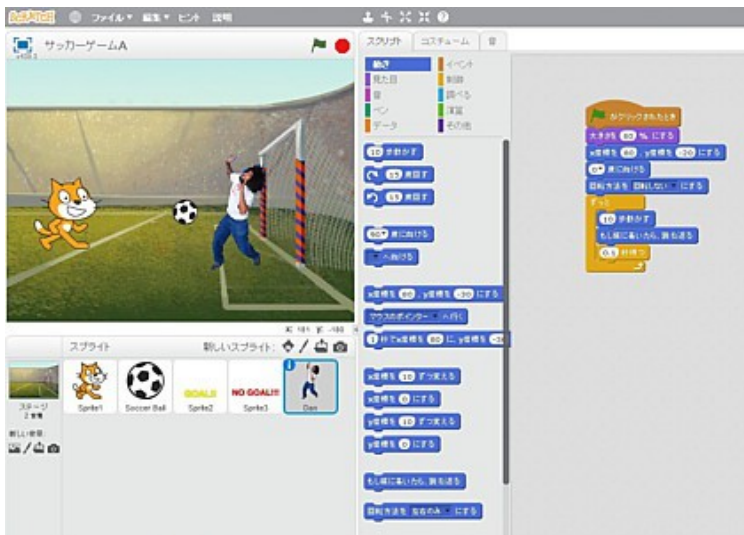 SCRATCH ファイル▼ 編集▼ ヒント 説明
サッカーゲームA
スクリプト コスチューム 音
動き イベント
見た目 制御
音 調べる
ペン 演算
データ その他
10 歩動かす
15 度回す
15 度回す
90▼ 度に向ける
▼ へ向ける
x座標を 60 、y座標を -30 にする
マウスのポインター ▼ へ行く
1 秒でx座標を 60 に、y座標を
x座標を 10 ずつ変える
x座標を 0 にする
y座標を 10 ずつ変える
y座標を 0 にする
もし端に着いたら、跳ね返る
回転方法を 左右のみ ▼ にする
がクリックされたとき
大きさを 80 % にする
x座標を 60 、y座標を -30 にする
0▼ 度に向ける
回転方法を 回転しない ▼ にする
ずっと
10 歩動かす
もし端に着いたら、跳ね返る
0.1 秒待つ
スプライト 新しいスプライト:
ステージ
2 背景
新しい背景:
Sprite1 Soccer Ball Sprite2 Sprite3 Dan
GOAL!! NO GOAL!!!